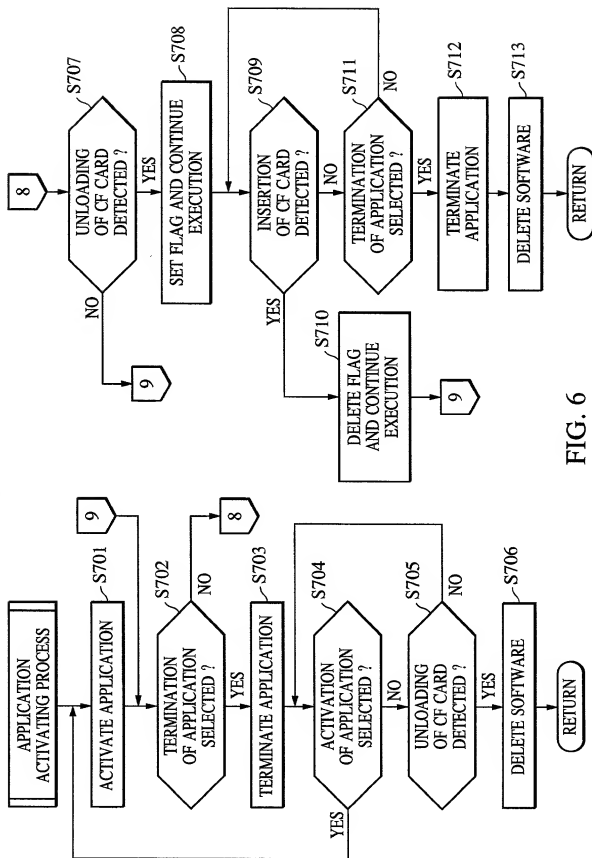 APPLICATION
ACTIVATING PROCESS
ACTIVATE APPLICATION
S701
9
TERMINATION
OF APPLICATION
SELECTED ?
S702
NO
8
YES
TERMINATE APPLICATION
S703
ACTIVATION
OF APPLICATION
SELECTED ?
S704
YES
NO
UNLOADING
OF CF CARD
DETECTED ?
S705
NO
YES
DELETE SOFTWARE
S706
RETURN
8
UNLOADING
OF CF CARD
DETECTED ?
S707
NO
9
YES
SET FLAG AND CONTINUE
EXECUTION
S708
INSERTION
OF CF CARD
DETECTED ?
S709
YES
NO
DELETE FLAG
AND CONTINUE
EXECUTION
S710
9
TERMINATION
OF APPLICATION
SELECTED ?
S711
NO
YES
TERMINATE
APPLICATION
S712
DELETE SOFTWARE
S713
RETURN
FIG. 6